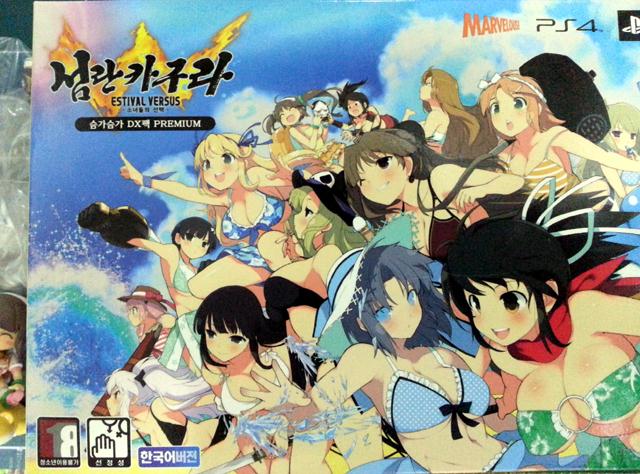 섬란카구라
ESTIVAL VERSUS
- 소녀들의 선택 -
슴가슴가 DX팩 PREMIUM
MARVELOUS!
PS4
18
청소년이용불가
선정성
한국어버전